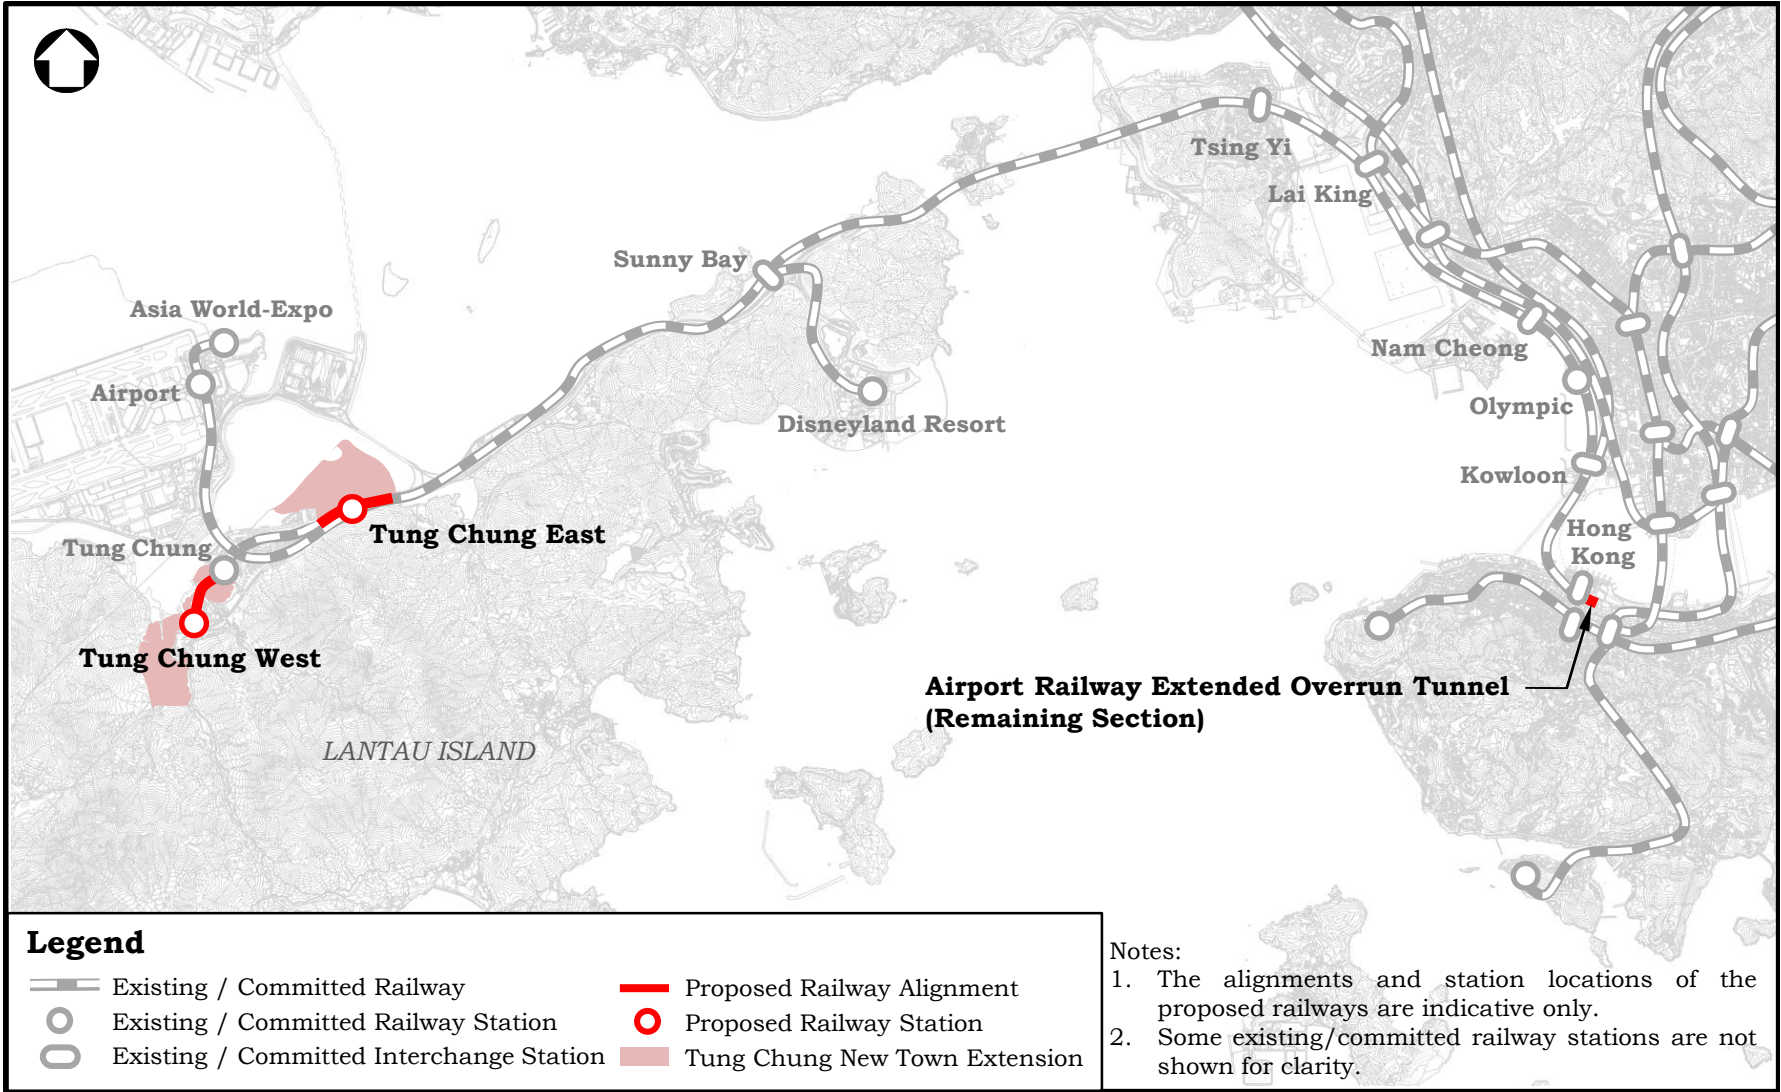 Tsing Yi
Lai King
Sunny Bay
Asia World-Expo
Nam Cheong
Airport
Olympic
Disneyland Resort
Kowloon
Tung Chung East
Hong
Kong
Tung Chung
Tung Chung West
Airport Railway Extended Overrun Tunnel
(Remaining Section)
LANTAU ISLAND
Legend
Existing / Committed Railway
Existing / Committed Railway Station
Existing / Committed Interchange Station
Proposed Railway Alignment
Proposed Railway Station
Tung Chung New Town Extension
Notes:
1. The alignments and station locations of the
proposed railways are indicative only.
2. Some existing/committed railway stations are not
shown for clarity.